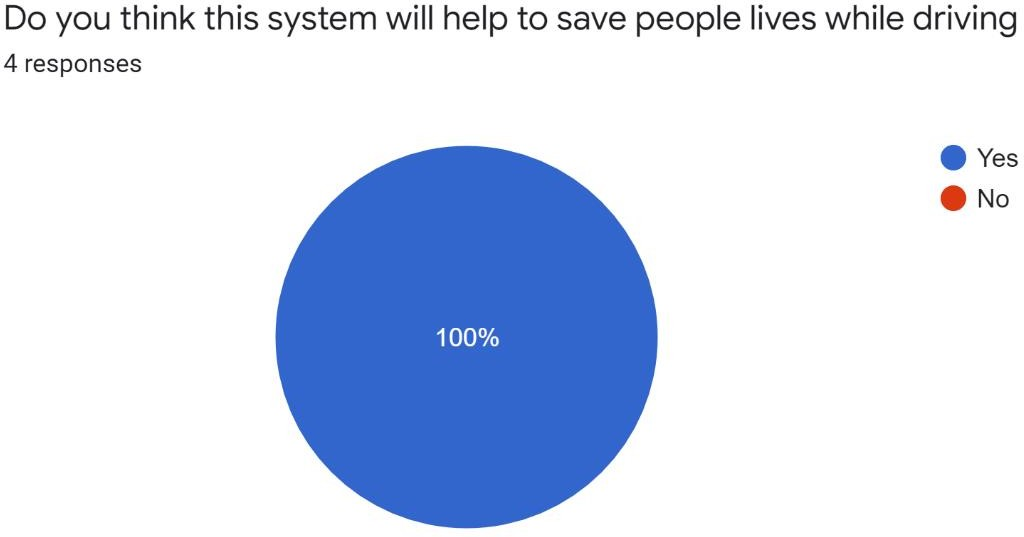 Do you think this system will help to save people lives while driving
4 responses
Yes
No
100%